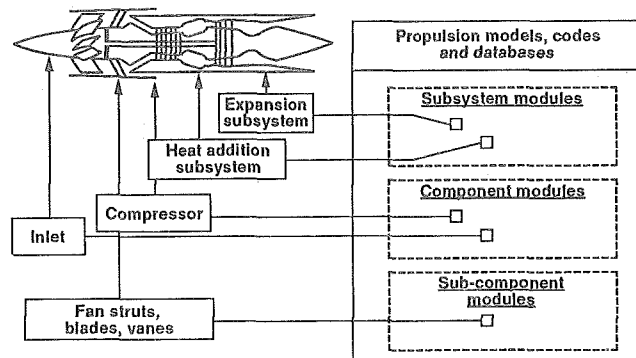 Propulsion models, codes
and databases
Expansion
subsystem
Subsystem modules
Heat addition
subsystem
Component modules
Compressor
Inlet
Sub-component
modules
Fan struts,
blades, vanes